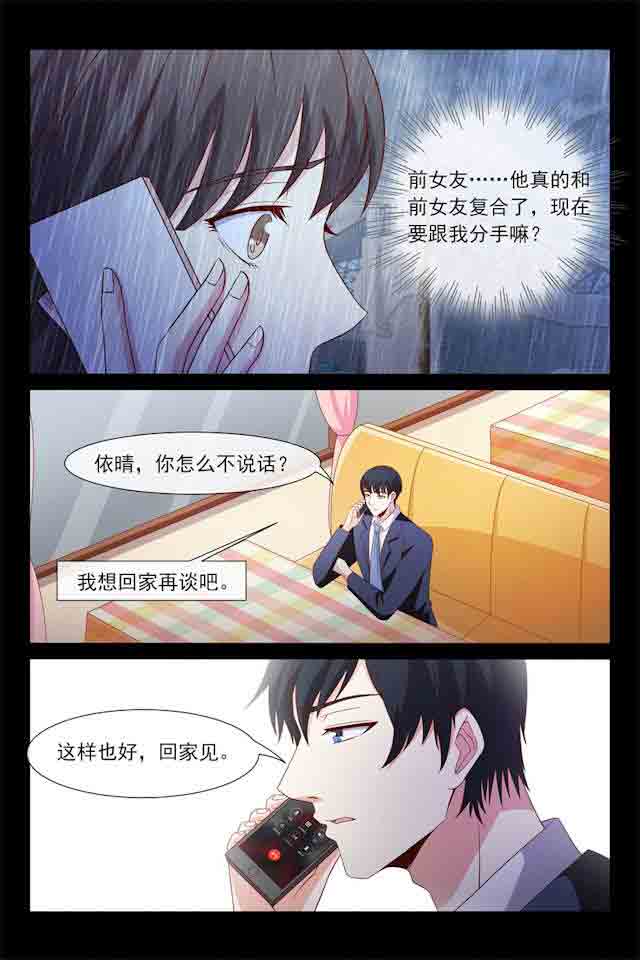 前女友……他真的和
前女友复合了，现在
要跟我分手嘛？
依晴，你怎么不说话？
我想回家再谈吧。
这样也好，回家见。